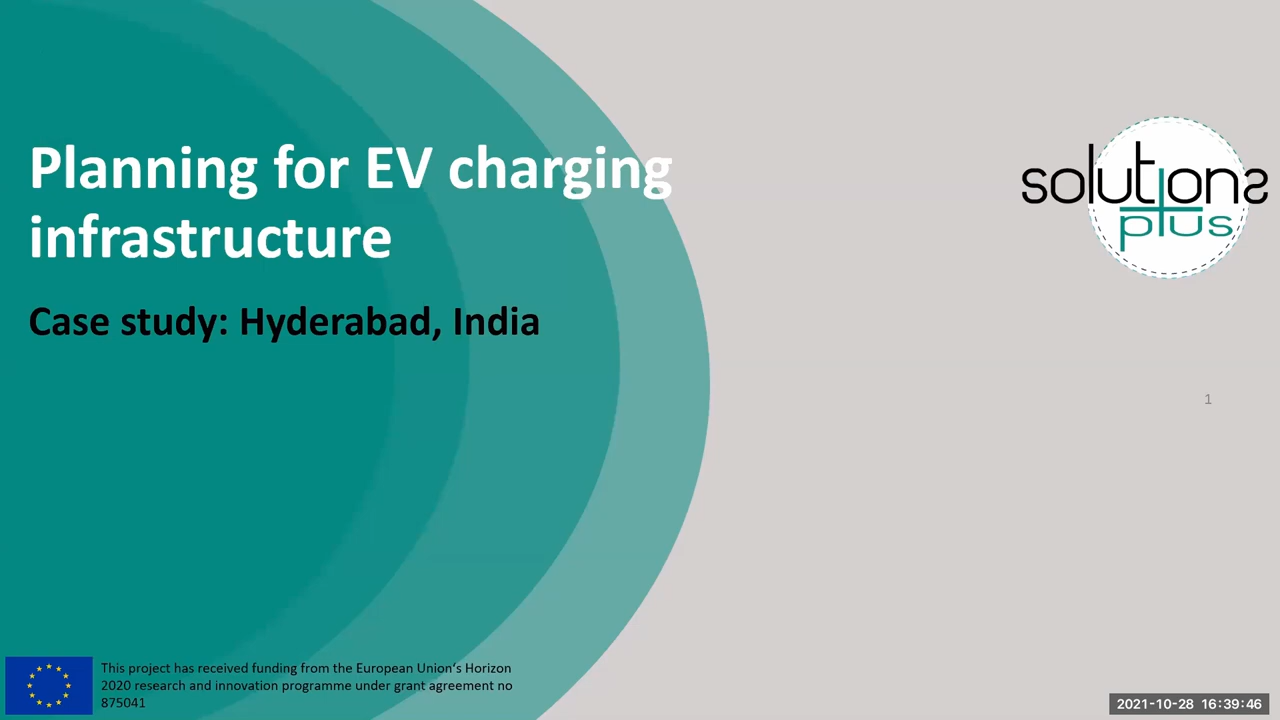 Planning for EV charging
infrastructure
Case study: Hyderabad, India
solutions
plus
1
This project has received funding from the European Union‘s Horizon
2020 research and innovation programme under grant agreement no
875041
2021-10-28 16:39:46